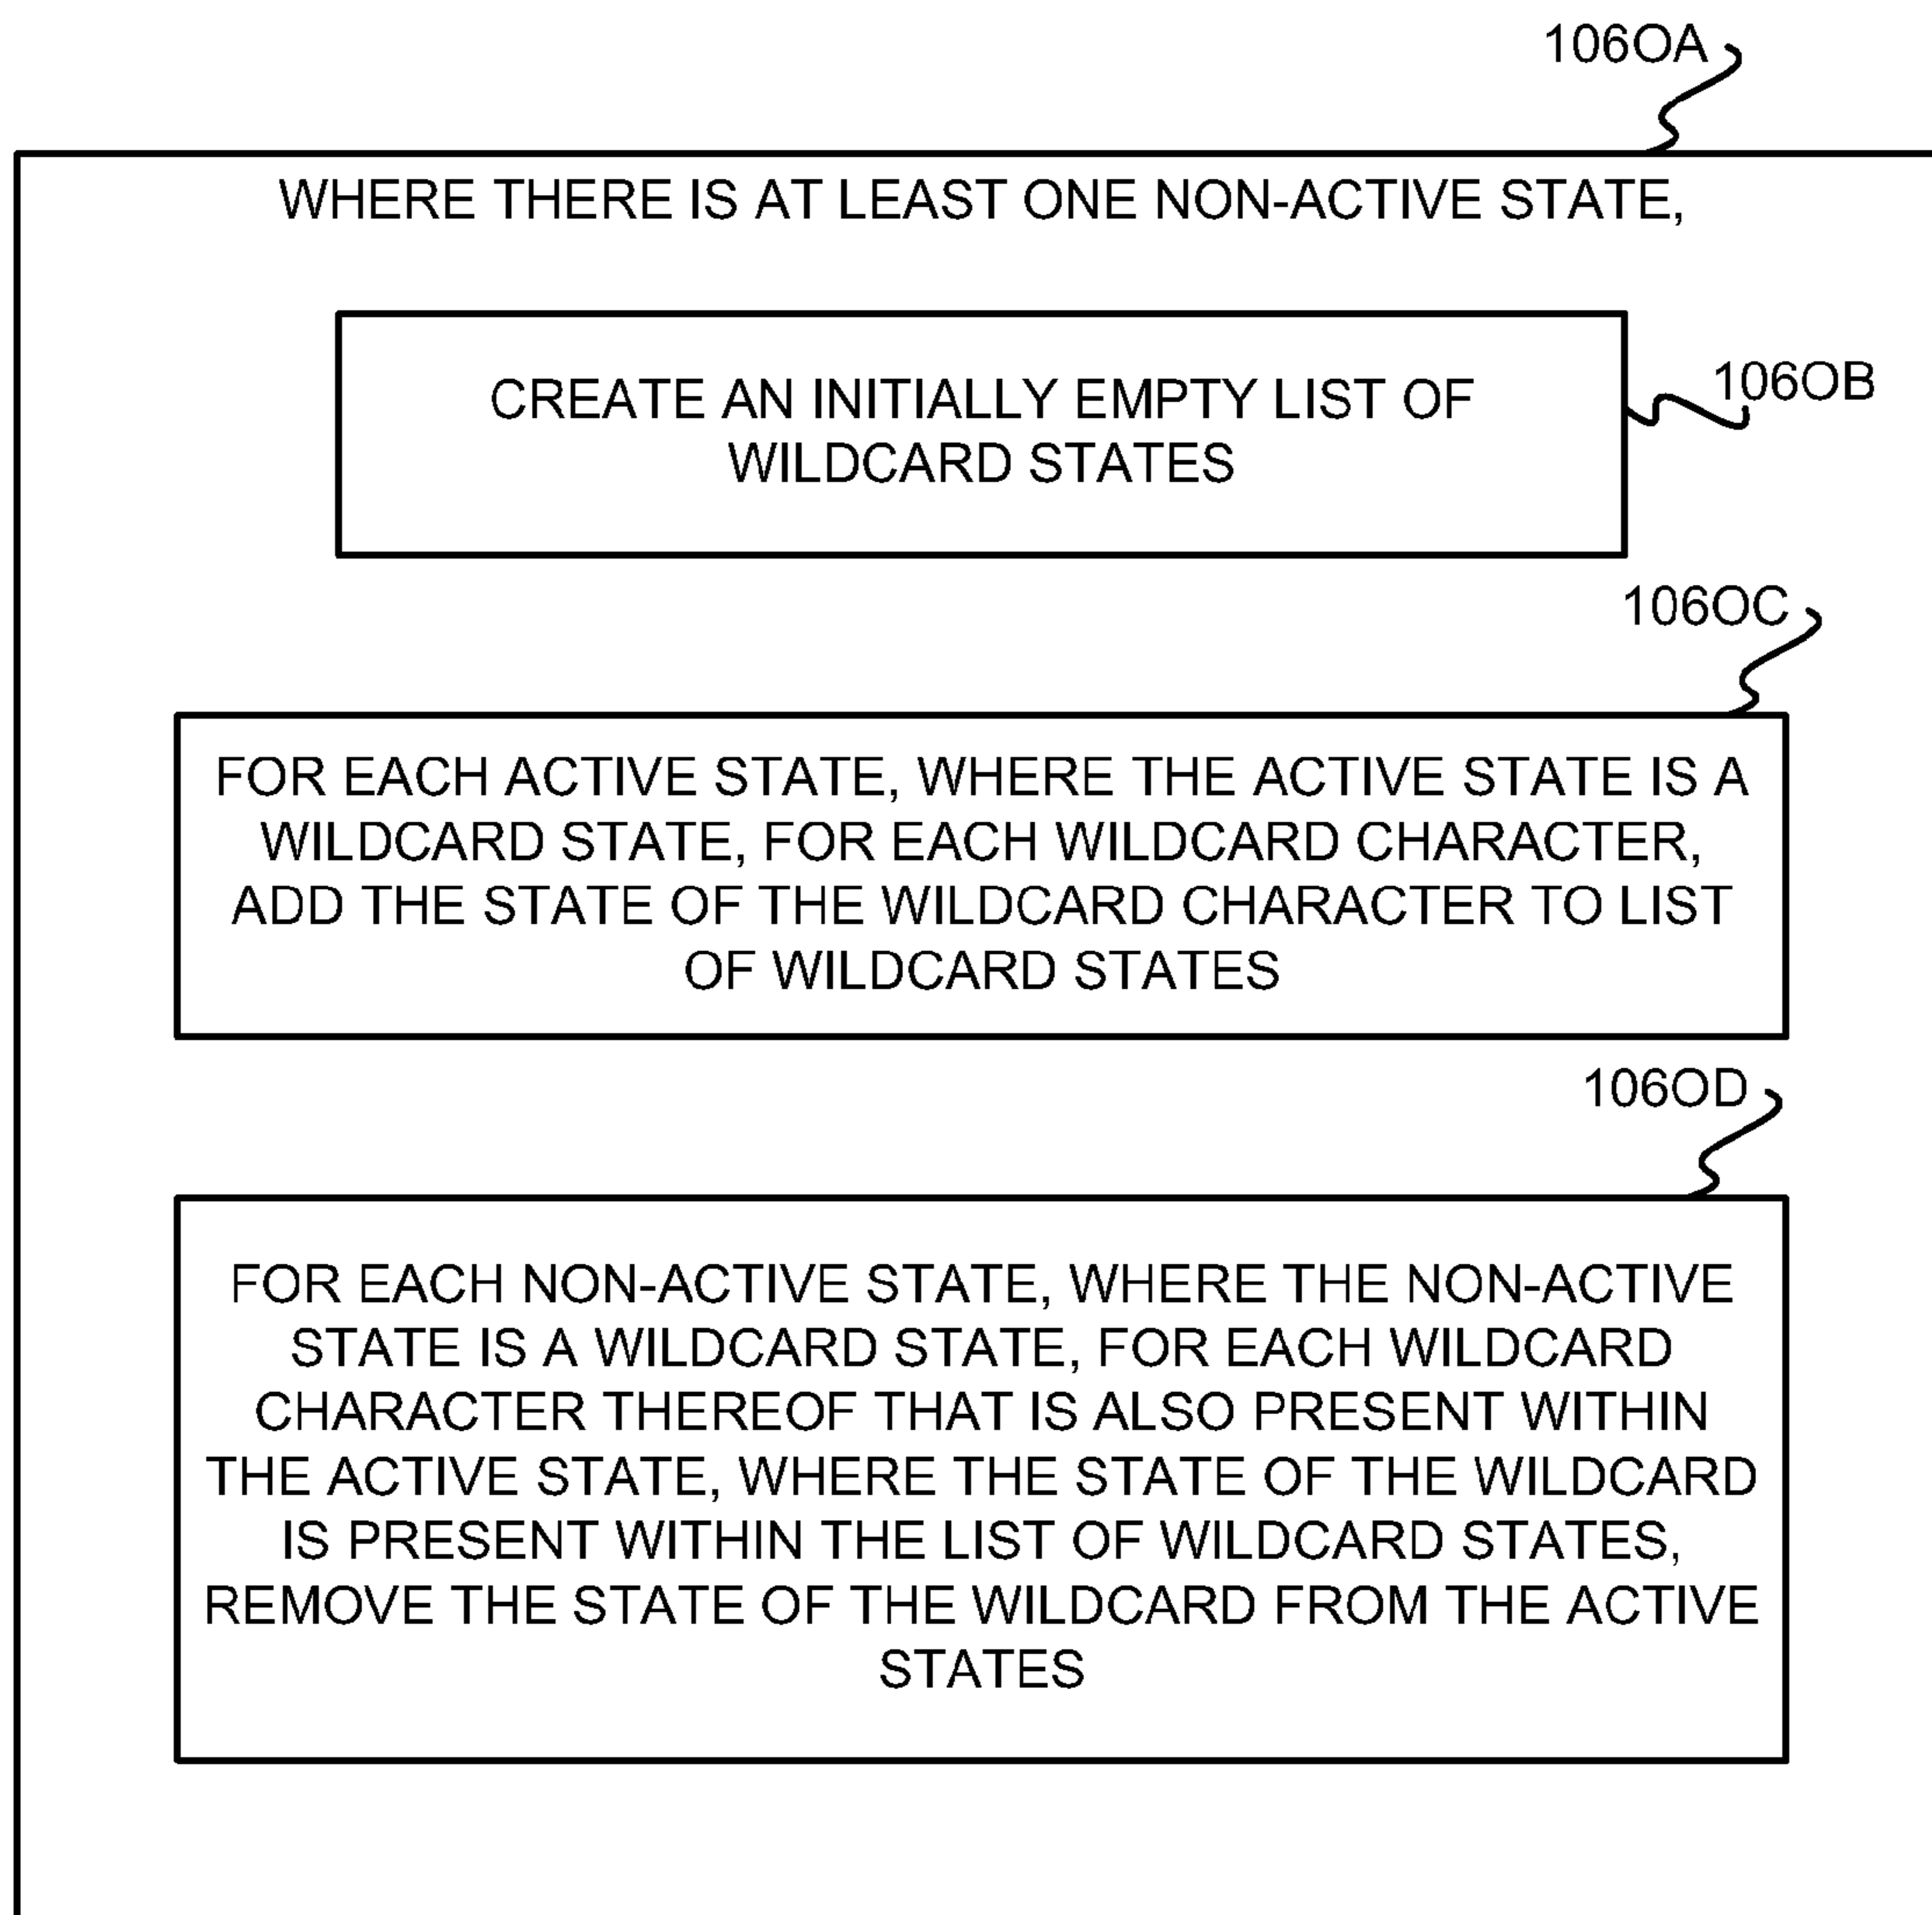 106OA
WHERE THERE IS AT LEAST ONE NON-ACTIVE STATE,
CREATE AN INITIALLY EMPTY LIST OF
WILDCARD STATES
106OB
106OC
FOR EACH ACTIVE STATE, WHERE THE ACTIVE STATE IS A
WILDCARD STATE, FOR EACH WILDCARD CHARACTER,
ADD THE STATE OF THE WILDCARD CHARACTER TO LIST
OF WILDCARD STATES
106OD
FOR EACH NON-ACTIVE STATE, WHERE THE NON-ACTIVE
STATE IS A WILDCARD STATE, FOR EACH WILDCARD
CHARACTER THEREOF THAT IS ALSO PRESENT WITHIN
THE ACTIVE STATE, WHERE THE STATE OF THE WILDCARD
IS PRESENT WITHIN THE LIST OF WILDCARD STATES,
REMOVE THE STATE OF THE WILDCARD FROM THE ACTIVE
STATES